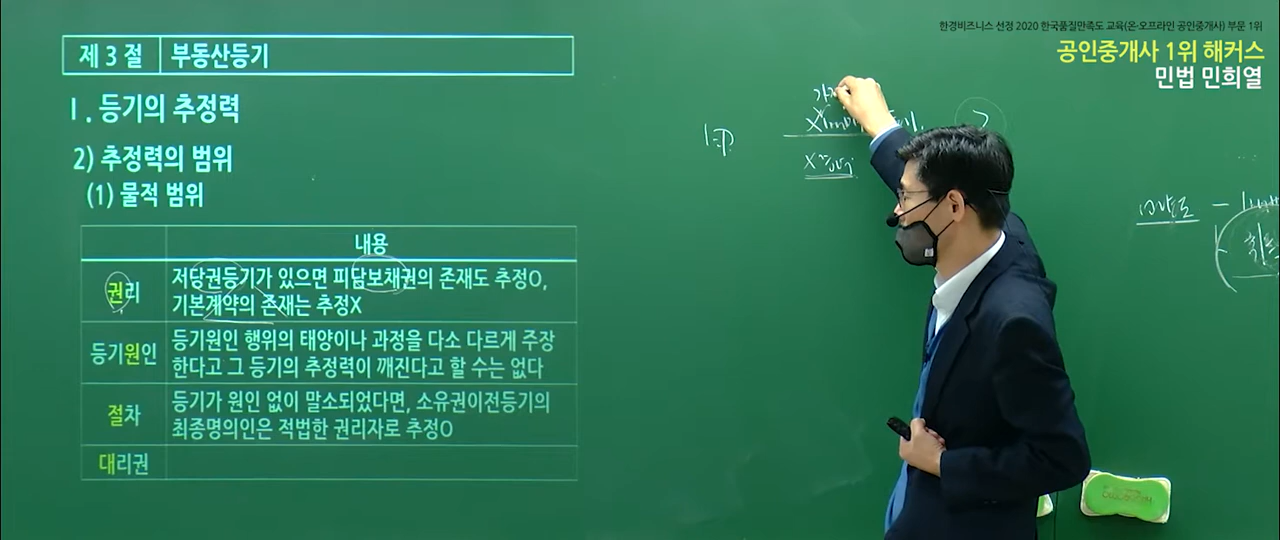 한경비즈니스 선정 2020 한국품질만족도 교육(온·오프라인 공인중개사) 부문 1위
공인중개사 1위 해커스
민법 민희열
제 3 절 부동산등기
Ⅰ. 등기의 추정력
2) 추정력의 범위
(1) 물적 범위
내용
권리 저당권등기가 있으면 피담보채권의 존재도 추정O,
기본계약의 존재는 추정X
등기원인 등기원인 행위의 태양이나 과정을 다소 다르게 주장
한다고 그 등기의 추정력이 깨진다고 할 수는 없다
절차 등기가 원인 없이 말소되었다면, 소유권이전등기의
최종명의인은 적법한 권리자로 추정O
대리권